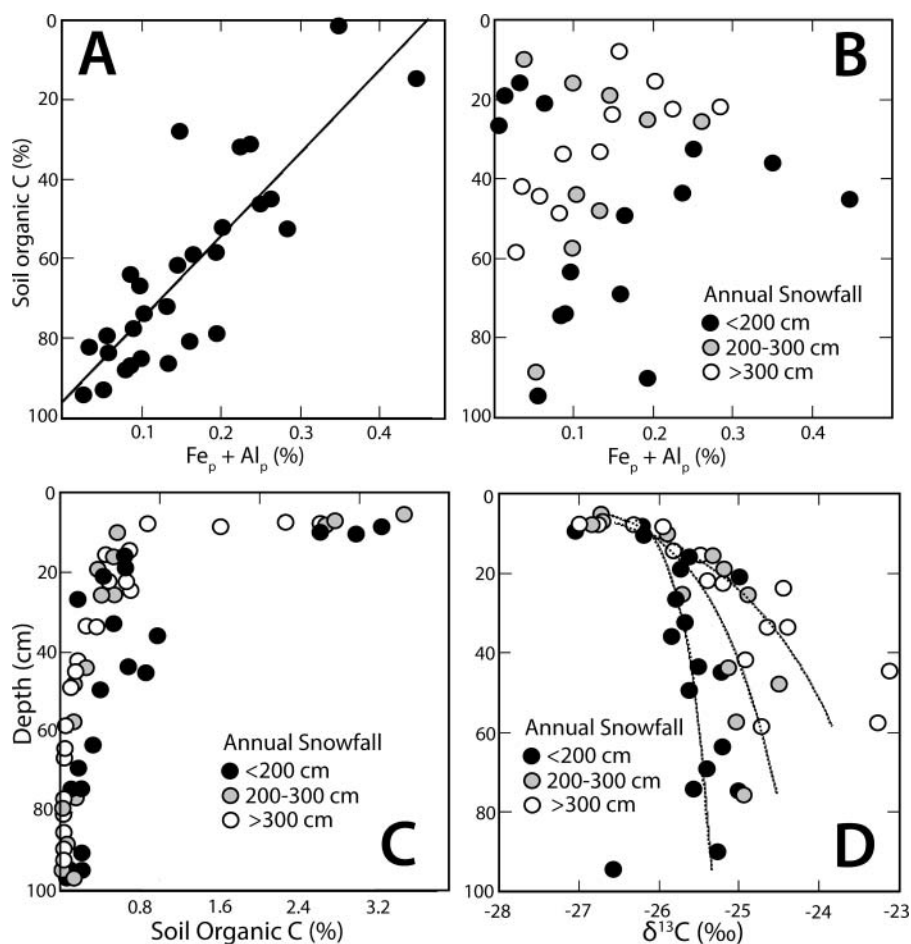 A
0
20
40
60
80
100
Soil organic C (%)
0.1
0.2
0.3
0.4
Fep + Alp (%)
B
0
20
40
60
80
100
Annual Snowfall
<200 cm
200-300 cm
>300 cm
0.1
0.2
0.3
0.4
Fep + Alp (%)
0
20
40
60
80
100
Depth (cm)
Annual Snowfall
<200 cm
200-300 cm
>300 cm
C
0.8
1.6
2.4
3.2
Soil Organic C (%)
0
20
40
60
80
100
Annual Snowfall
<200 cm
200-300 cm
>300 cm
D
-28
-27
-26
-25
-24
-23
δ13C (‰)